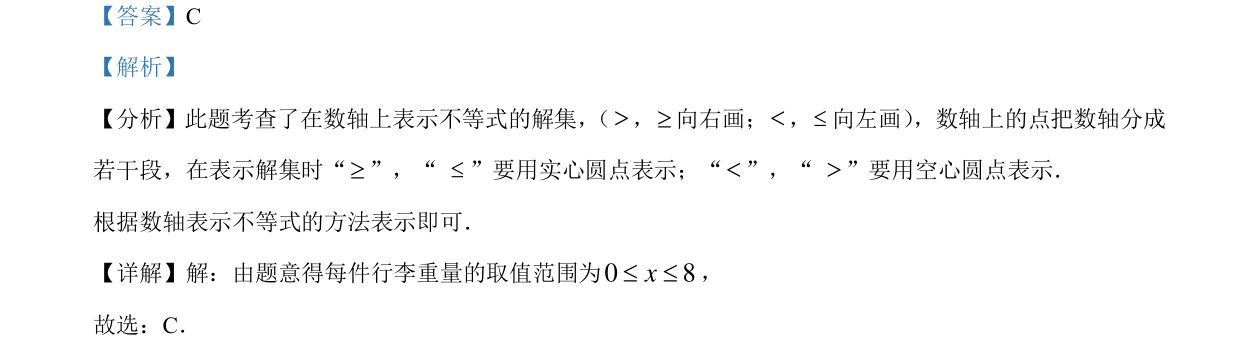 【答案】C
【解析】
【分析】此题考查了在数轴上表示不等式的解集，（>，≥向右画；<，≤向左画），数轴上的点把数轴分成
若干段，在表示解集时“≥”，“ ≤”要用实心圆点表示；“<”，“ >”要用空心圆点表示．
根据数轴表示不等式的方法表示即可．
【详解】解：由题意得每件行李重量的取值范围为0≤x≤8，
故选：C．